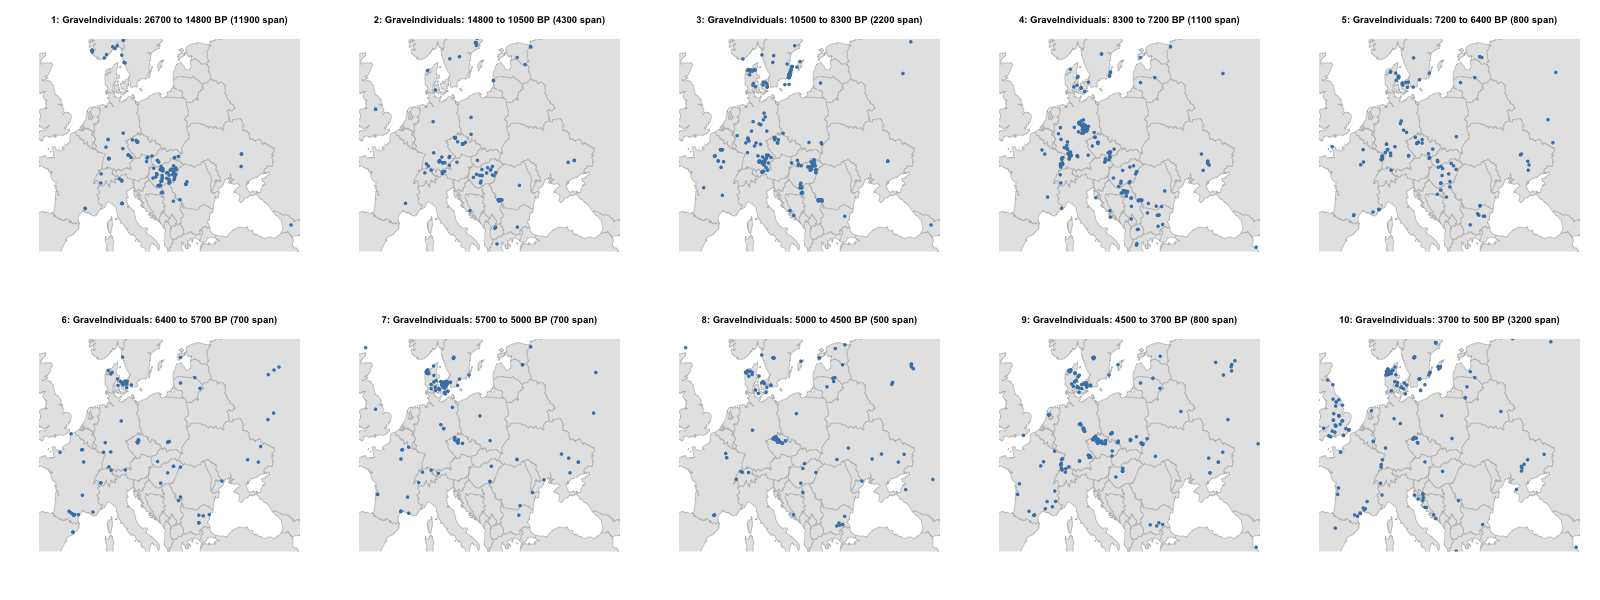 1: GraveIndividuals: 26700 to 14800 BP (11900 span)
2: GraveIndividuals: 14800 to 10500 BP (4300 span)
3: GraveIndividuals: 10500 to 8300 BP (2200 span)
4: GraveIndividuals: 8300 to 7200 BP (1100 span)
5: GraveIndividuals: 7200 to 6400 BP (800 span)
6: GraveIndividuals: 6400 to 5700 BP (700 span)
7: GraveIndividuals: 5700 to 5000 BP (700 span)
8: GraveIndividuals: 5000 to 4500 BP (500 span)
9: GraveIndividuals: 4500 to 3700 BP (800 span)
10: GraveIndividuals: 3700 to 500 BP (3200 span)